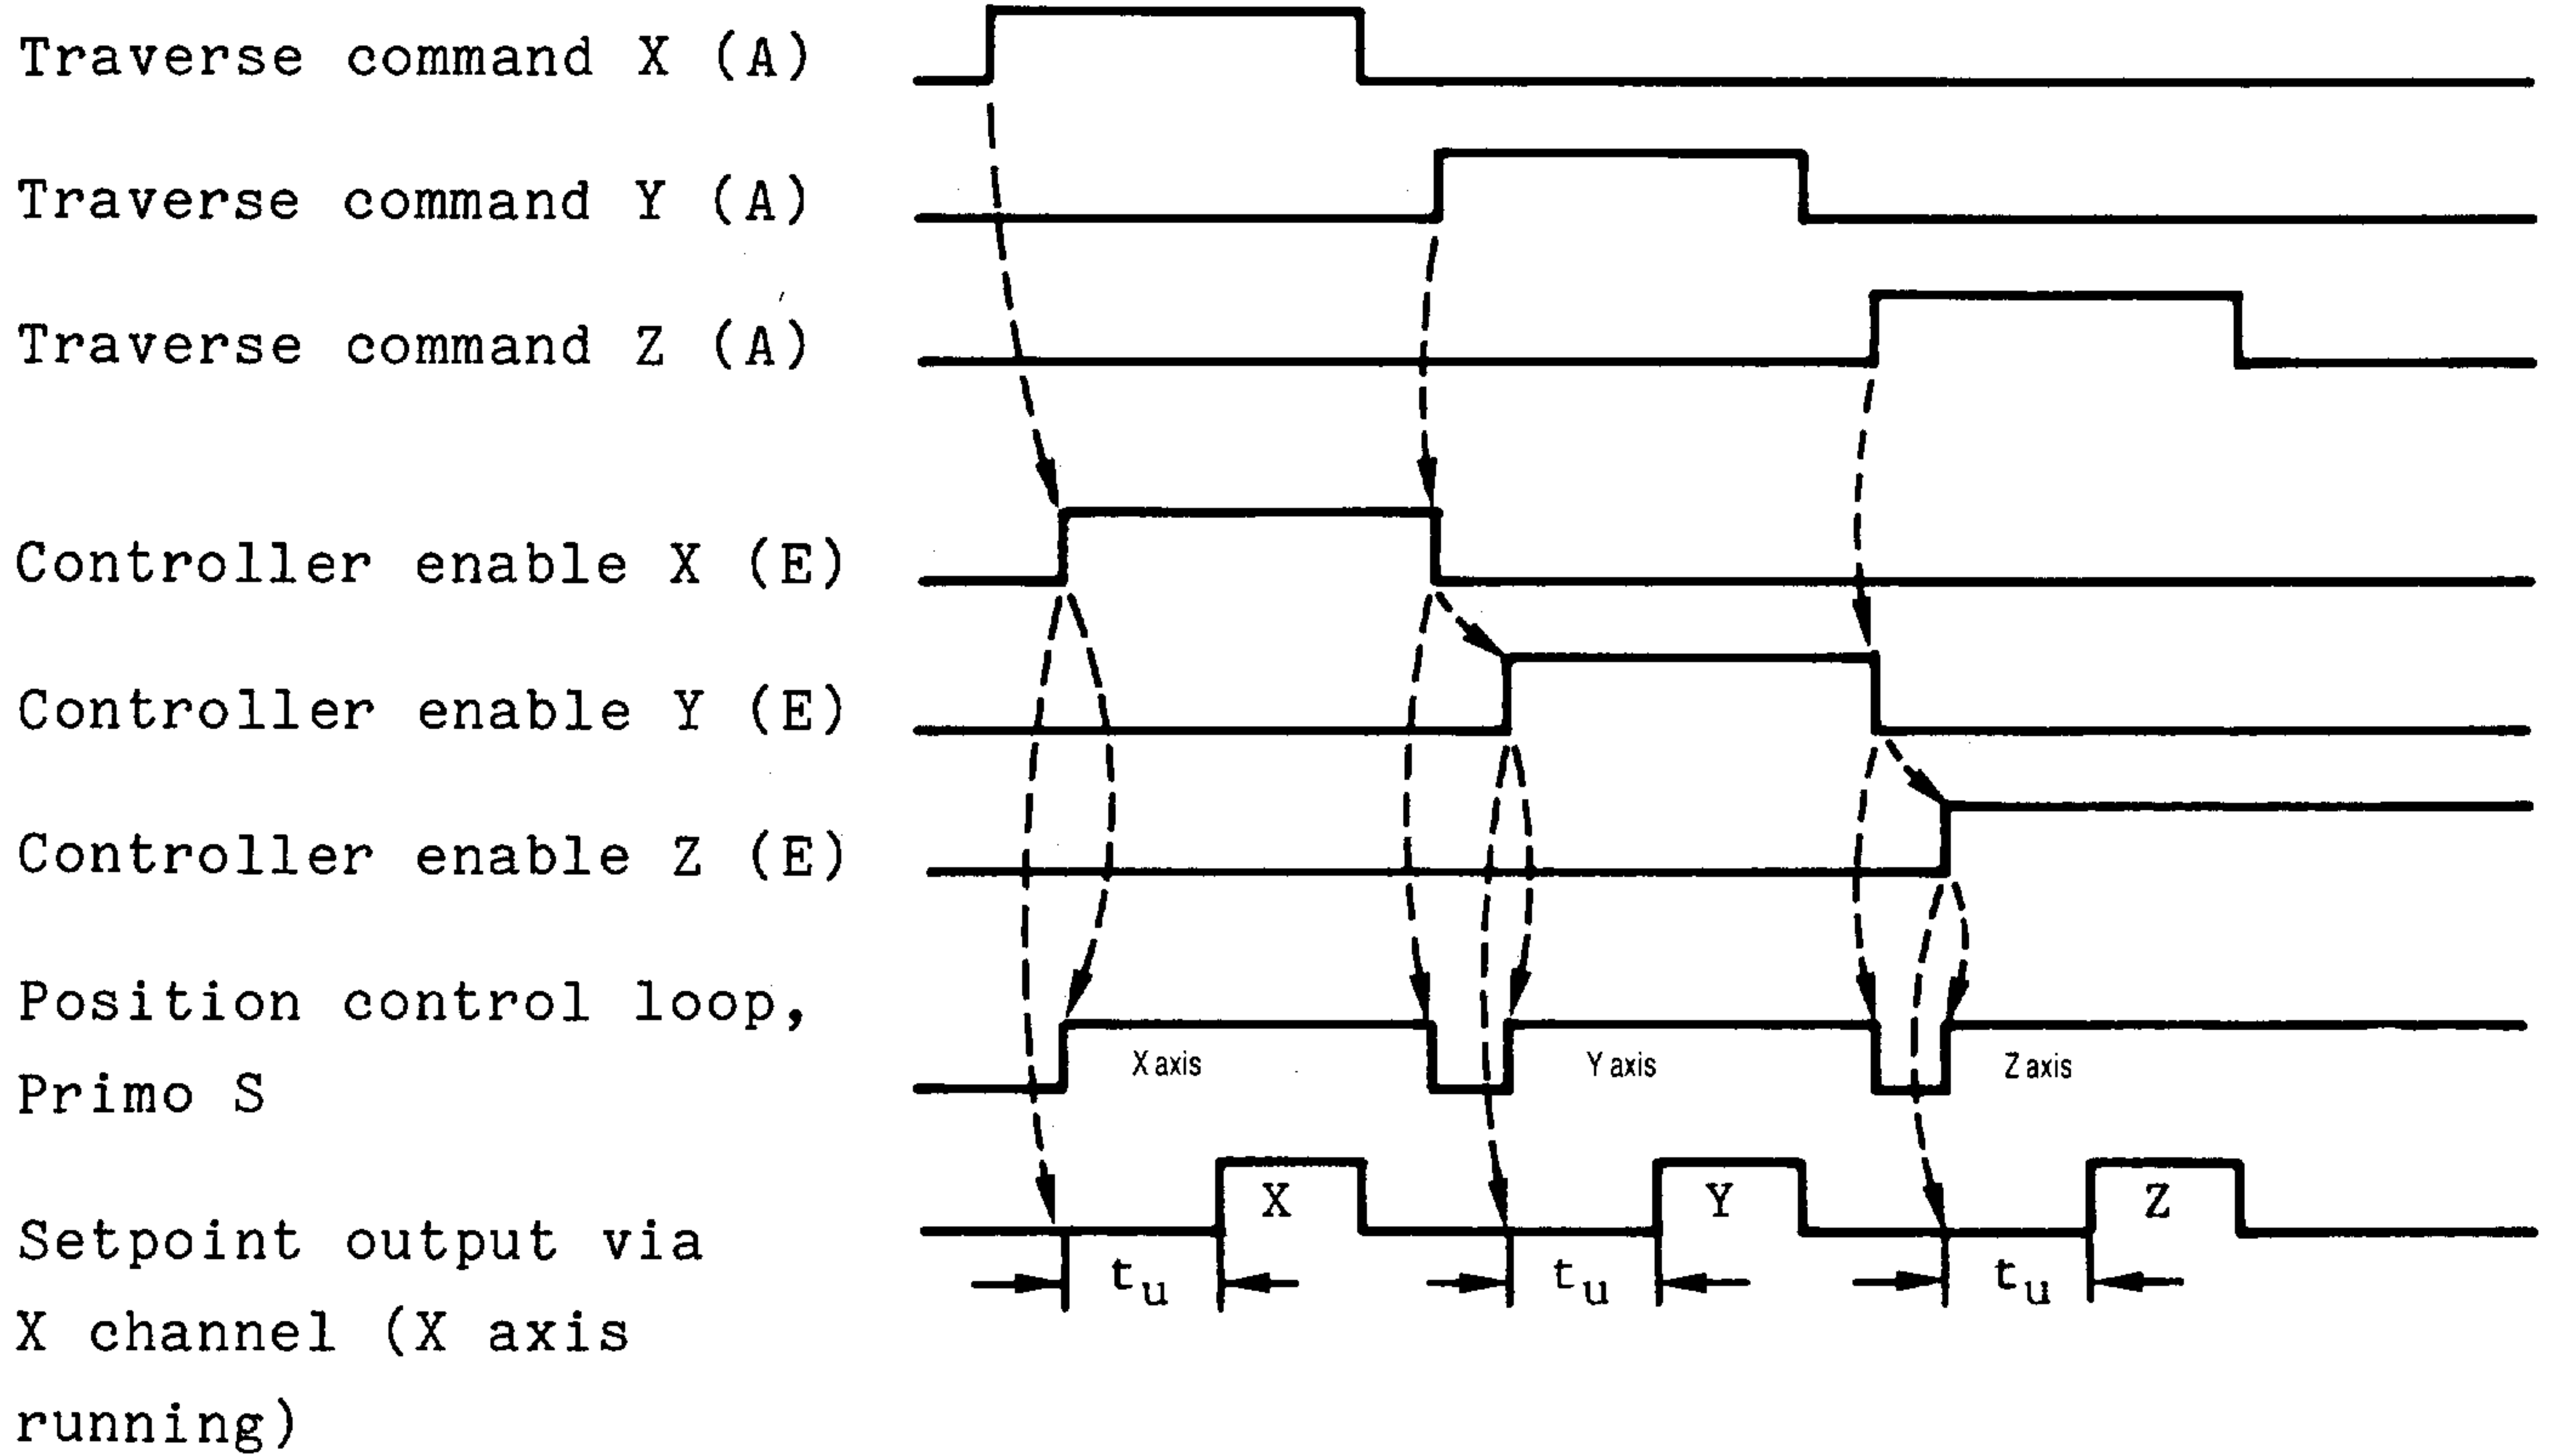 Traverse command X (A)
Traverse command Y (A)
Traverse command Z (A)
Controller enable X (E)
Controller enable Y (E)
Controller enable Z (E)
Position control loop,
Primo S
X axis
Y axis
Z axis
X
Y
Z
Setpoint output via
X channel (X axis
running)
tu
tu
tu